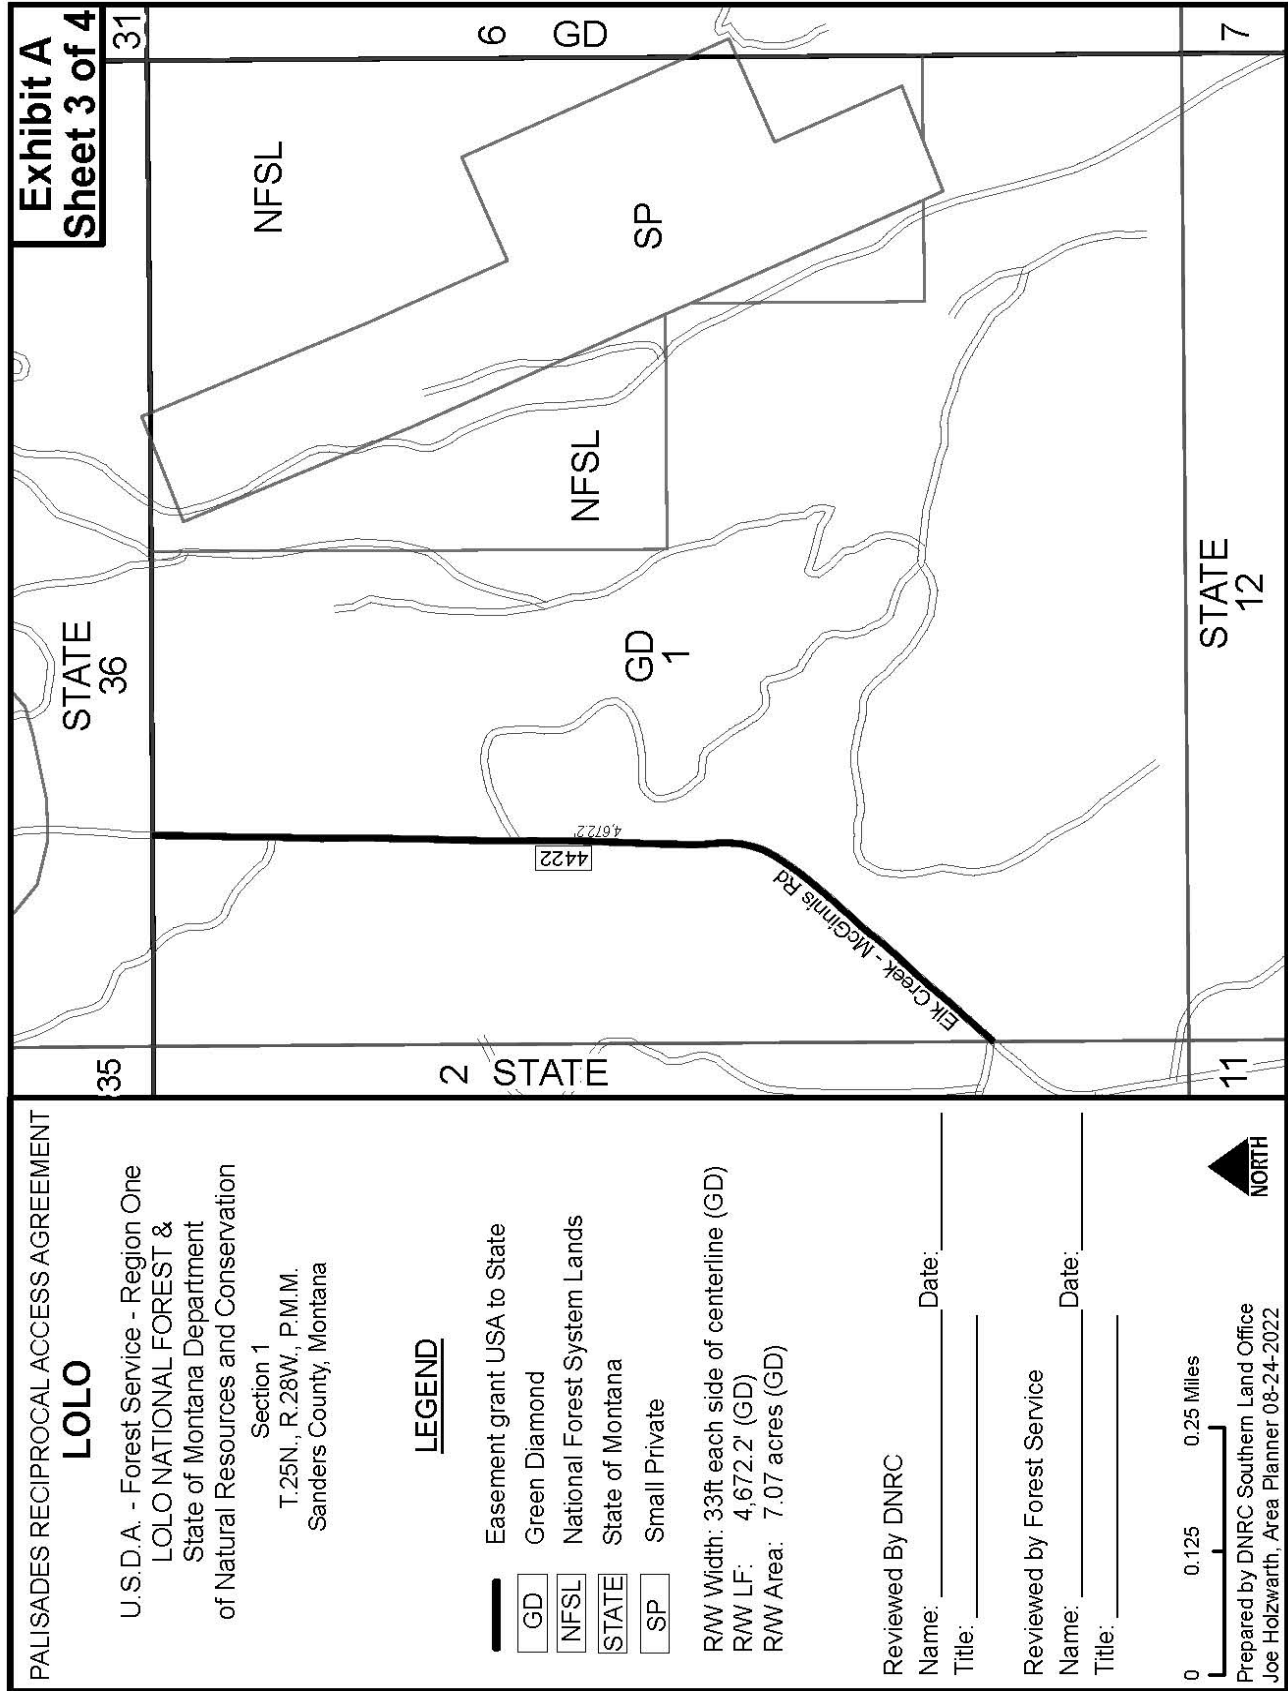 PALISADES RECIPROCAL ACCESS AGREEMENT
LOLO
U.S.D.A. - Forest Service - Region One
LOLO NATIONAL FOREST &
State of Montana Department
of Natural Resources and Conservation
Section 1
T.25N., R.28W., P.M.M.
Sanders County, Montana
LEGEND
Easement grant USA to State
GD Green Diamond
NFSL National Forest System Lands
STATE State of Montana
SP Small Private
R/W Width: 33ft each side of centerline (GD)
R/W LF: 4,672.2' (GD)
R/W Area: 7.07 acres (GD)
Reviewed By DNRC
Name: Date:
Title:
Reviewed by Forest Service
Name: Date:
Title:
0 0.125 0.25 Miles
NORTH
Prepared by DNRC Southern Land Office
Joe Holzwarth, Area Planner 08-24-2022
Exhibit A
Sheet 3 of 4
35
STATE
36
31
NFSL
2 STATE
6 GD
4422
4,672.2'
NFSL
SP
GD
1
Elk Creek - McGinnis Rd
11
STATE
12
7